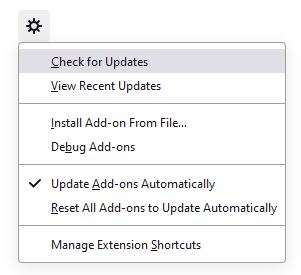 Check for Updates
View Recent Updates
Install Add-on From File...
Debug Add-ons
Update Add-ons Automatically
Reset All Add-ons to Update Automatically
Manage Extension Shortcuts